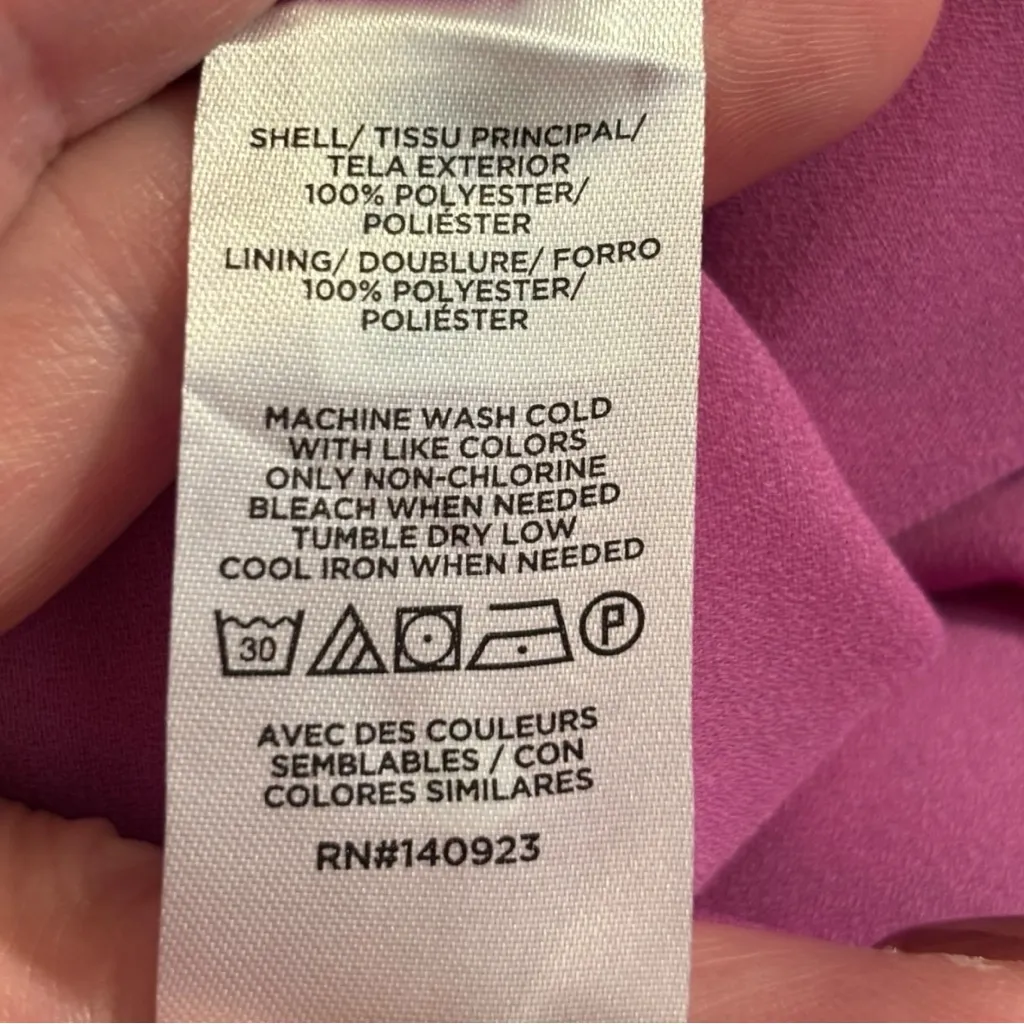 SHELL/ TISSU PRINCIPAL/
TELA EXTERIOR
100% POLYESTER/
POLIÉSTER
LINING/ DOUBLURE/ FORRO
100% POLYESTER/
POLIÉSTER
MACHINE WASH COLD
WITH LIKE COLORS
ONLY NON-CHLORINE
BLEACH WHEN NEEDED
TUMBLE DRY LOW
COOL IRON WHEN NEEDED
30 P
AVEC DES COULEURS
SEMBLABLES / CON
COLORES SIMILARES
RN#140923